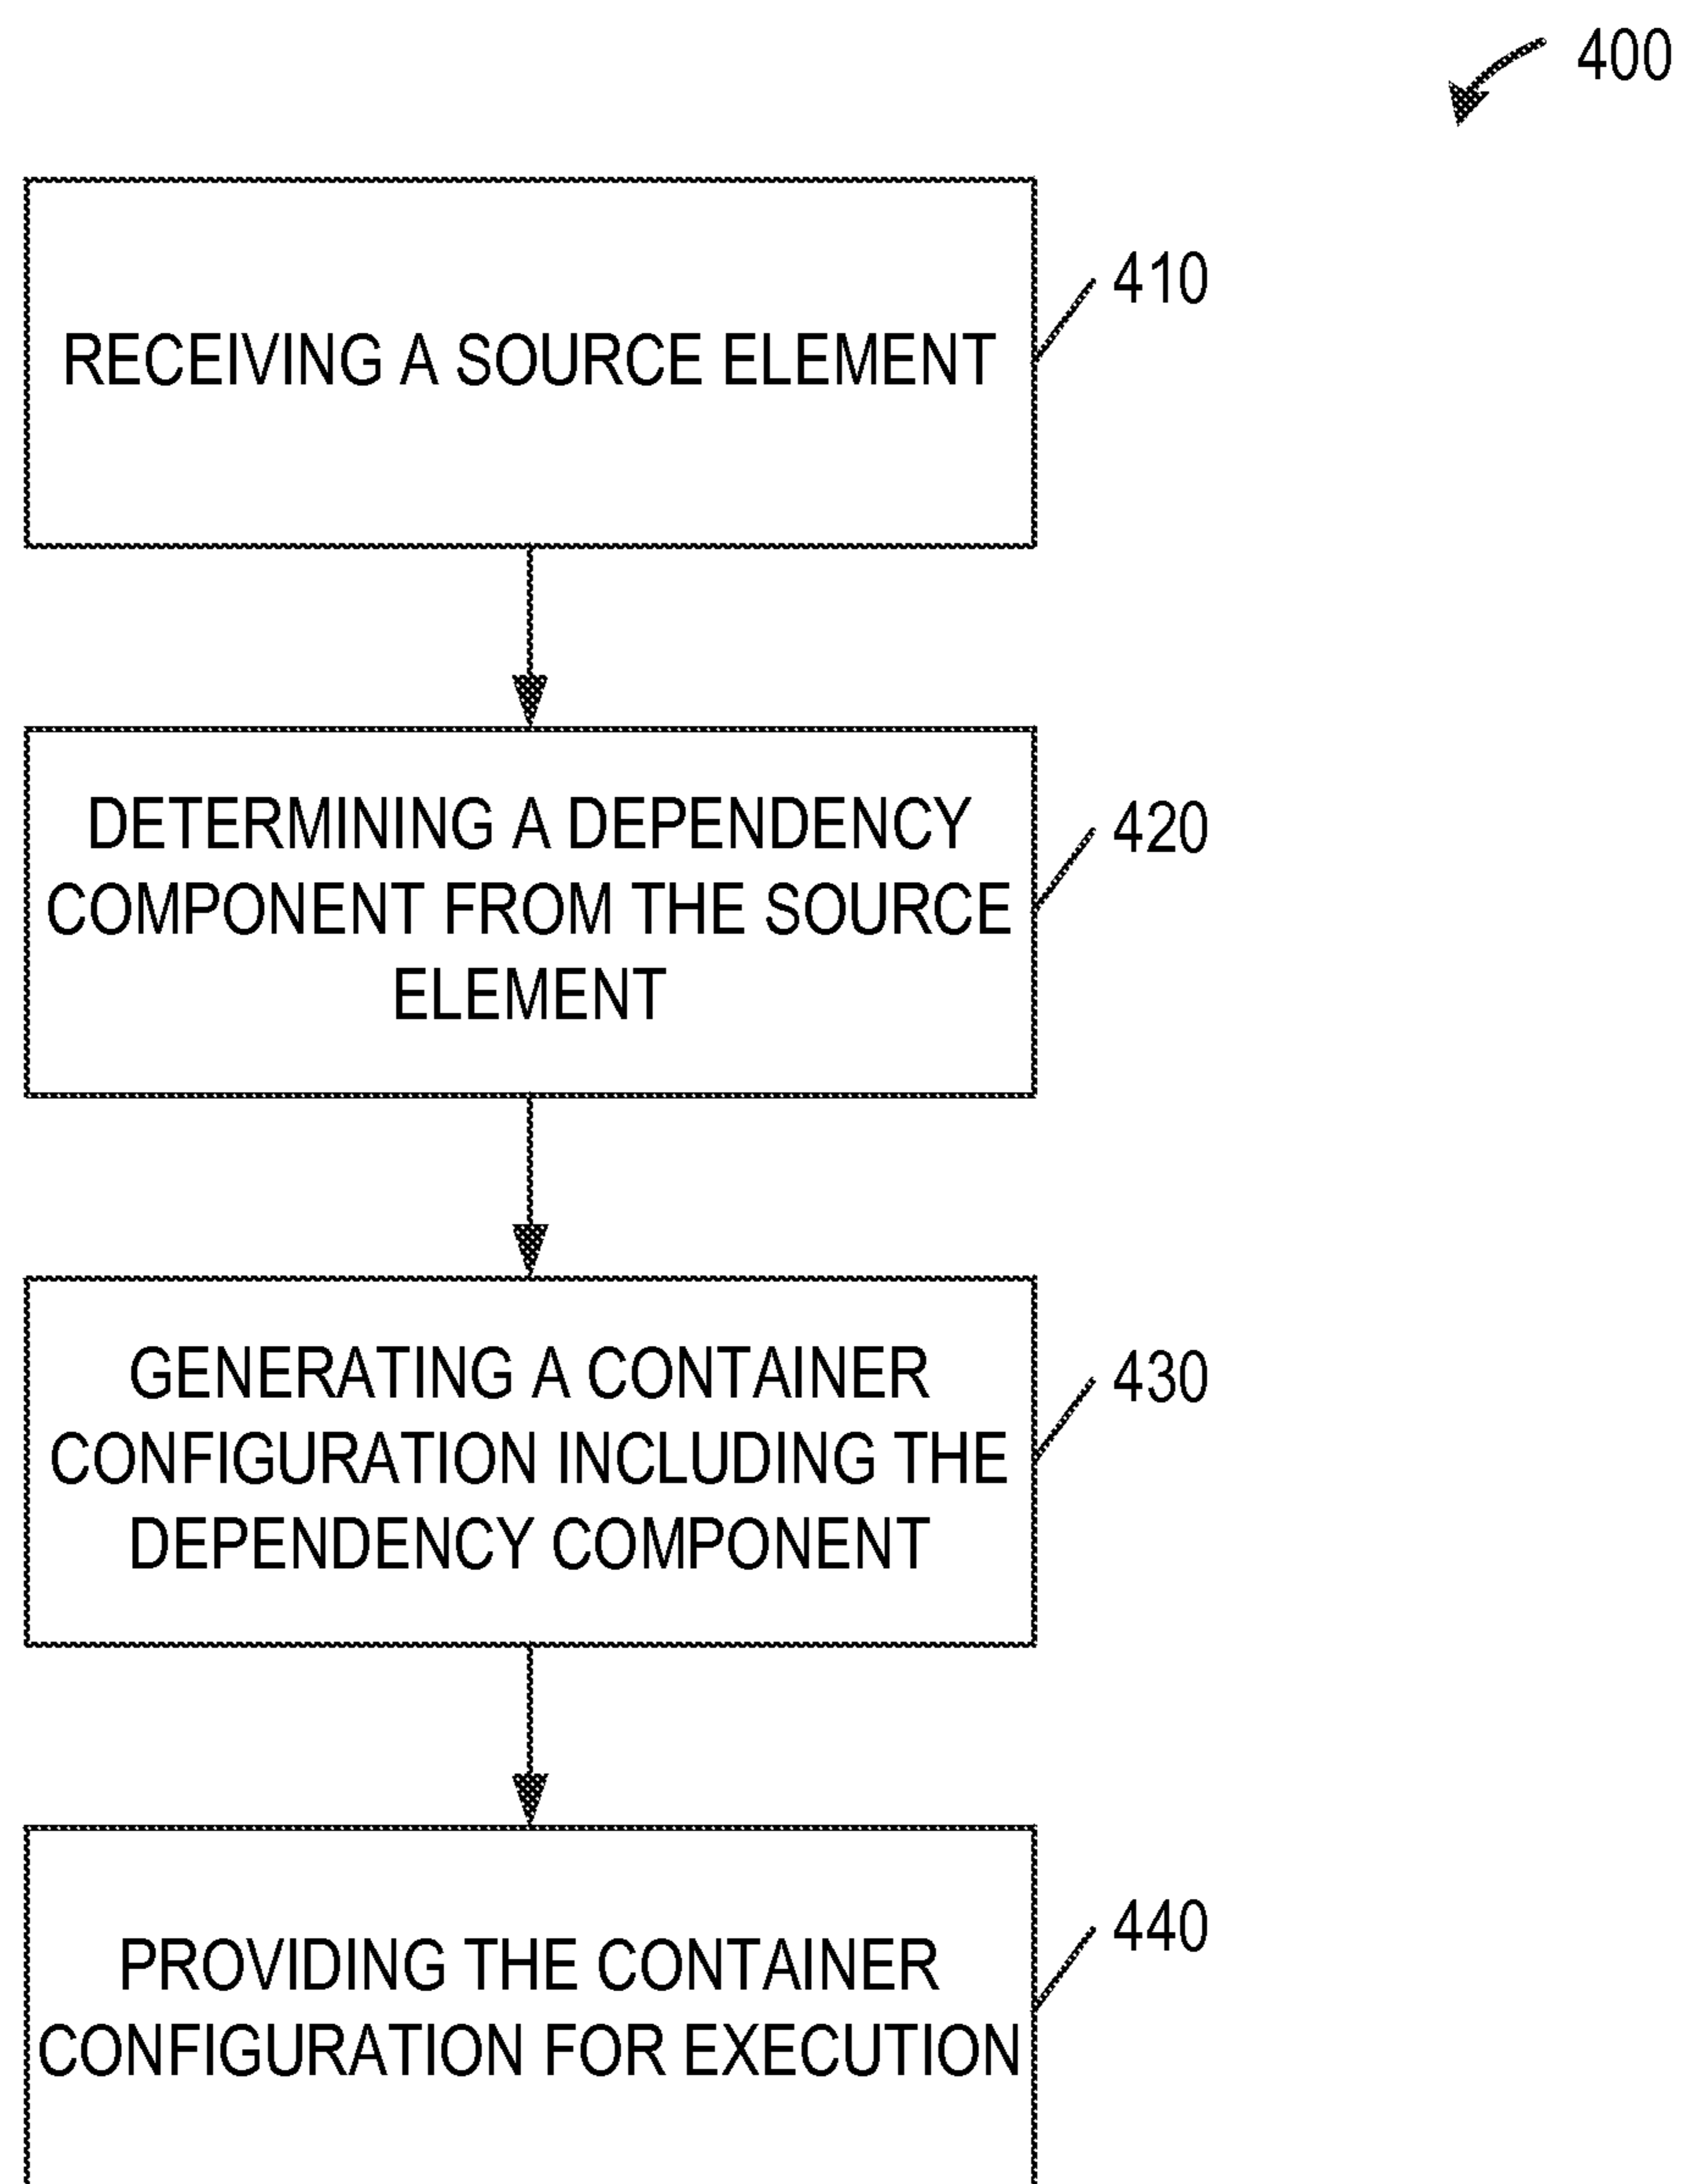 400
RECEIVING A SOURCE ELEMENT
410
DETERMINING A DEPENDENCY
COMPONENT FROM THE SOURCE
ELEMENT
420
GENERATING A CONTAINER
CONFIGURATION INCLUDING THE
DEPENDENCY COMPONENT
430
PROVIDING THE CONTAINER
CONFIGURATION FOR EXECUTION
440